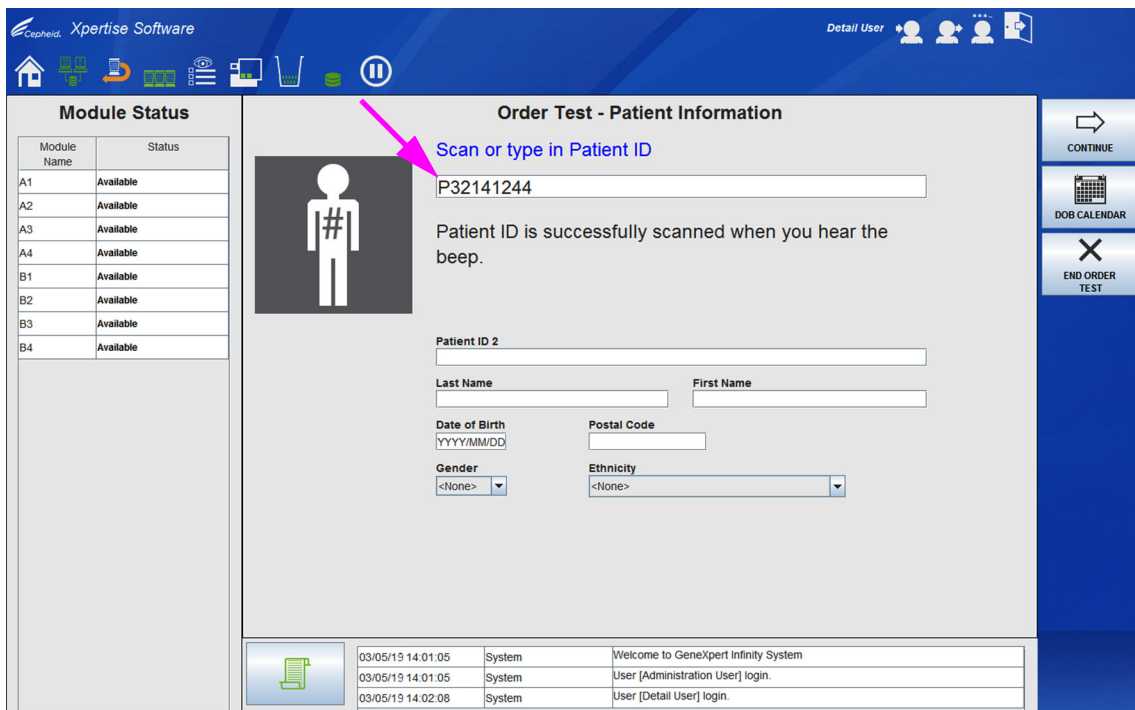 Cepheid. Xpertise Software
Detail User
Module Status
Module Name
Status
A1 Available
A2 Available
A3 Available
A4 Available
B1 Available
B2 Available
B3 Available
B4 Available
Order Test - Patient Information
Scan or type in Patient ID
#
P32141244
Patient ID is successfully scanned when you hear the
beep.
Patient ID 2
Last Name First Name
Date of Birth Postal Code
YYYY/MM/DD
Gender Ethnicity
<None> <None>
CONTINUE
DOB CALENDAR
END ORDER
TEST
03/05/19 14:01:05 System Welcome to GeneXpert Infinity System
03/05/19 14:01:05 System User [Administration User] login.
03/05/19 14:02:08 System User [Detail User] login.